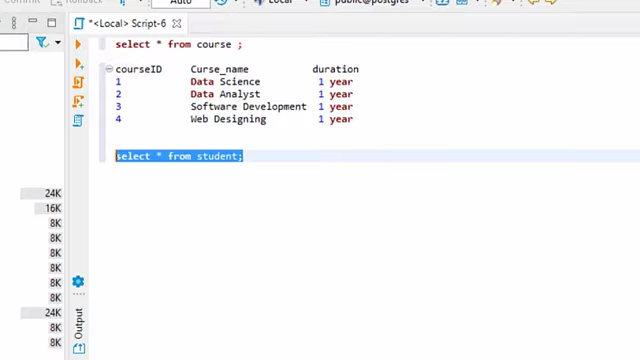 Auto
Local
public@postgres
*<Local> Script-6
select * from course ;
courseID Curse_name duration
1 Data Science 1 year
2 Data Analyst 1 year
3 Software Development 1 year
4 Web Designing 1 year
select * from student;
24K
16K
8K
8K
8K
8K
8K
8K
24K
8K
8K
Output